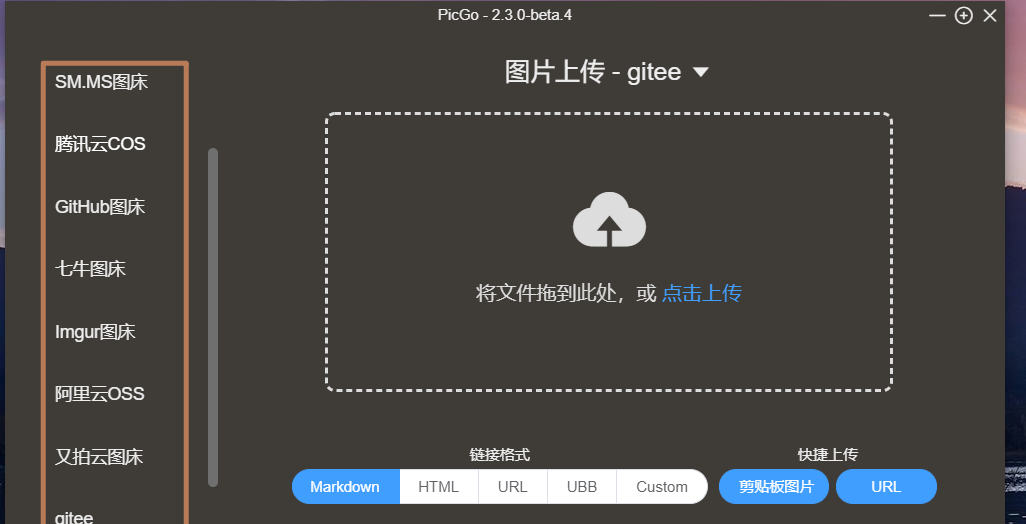 PicGo - 2.3.0-beta.4
SM.MS图床
腾讯云COS
GitHub图床
七牛图床
Imgur图床
阿里云OSS
又拍云图床
gitee
图片上传 - gitee
将文件拖到此处，或 点击上传
链接格式
Markdown HTML URL UBB Custom
快捷上传
剪贴板图片 URL